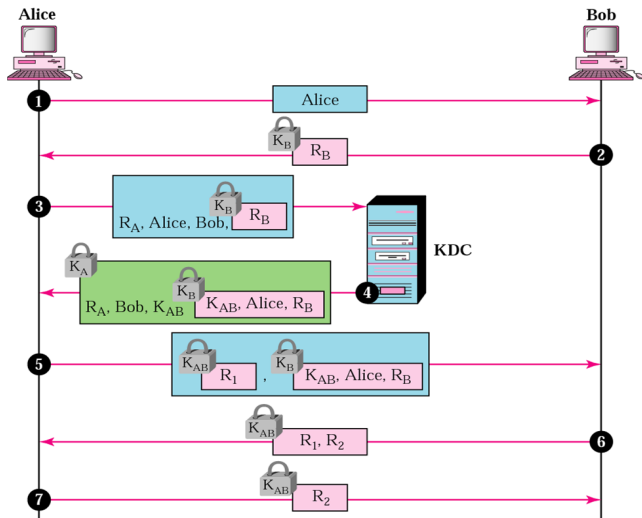 Alice Bob
1 Alice
K_B R_B 2
3 R_A, Alice, Bob, K_B R_B
KDC
K_A R_A, Bob, K_AB K_B K_AB, Alice, R_B 4
5 K_AB R_1 , K_B K_AB, Alice, R_B
K_AB R_1, R_2 6
7 K_AB R_2